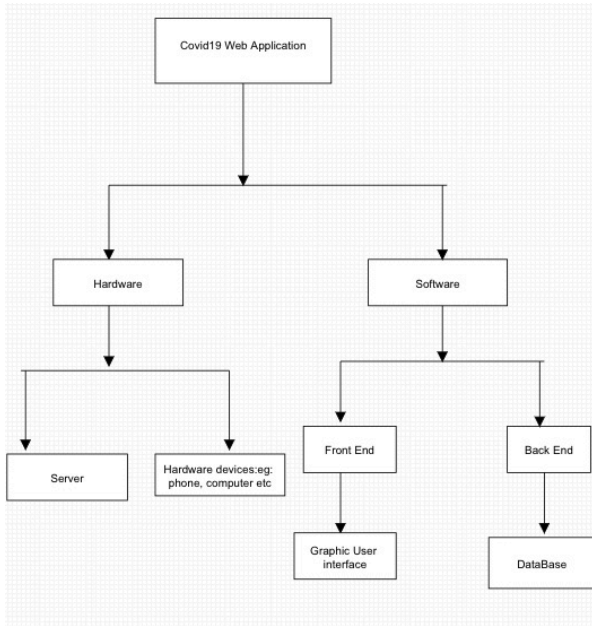 Covid19 Web Application
Hardware
Software
Front End
Back End
Server
Hardware devices:eg:
phone, computer etc
Graphic User
interface
DataBase